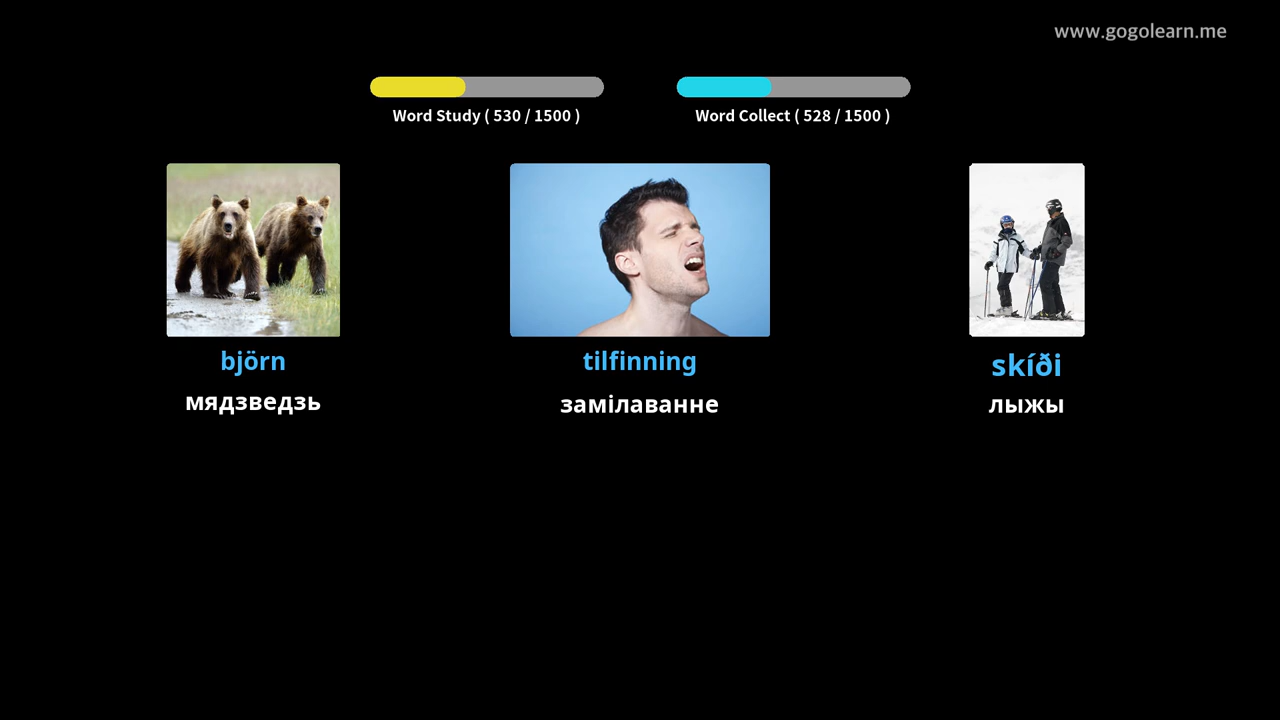 www.gogolearn.me
Word Study ( 530 / 1500 )
Word Collect ( 528 / 1500 )
björn
tilfinning
skíði
мядзведзь
замілаванне
лыжы